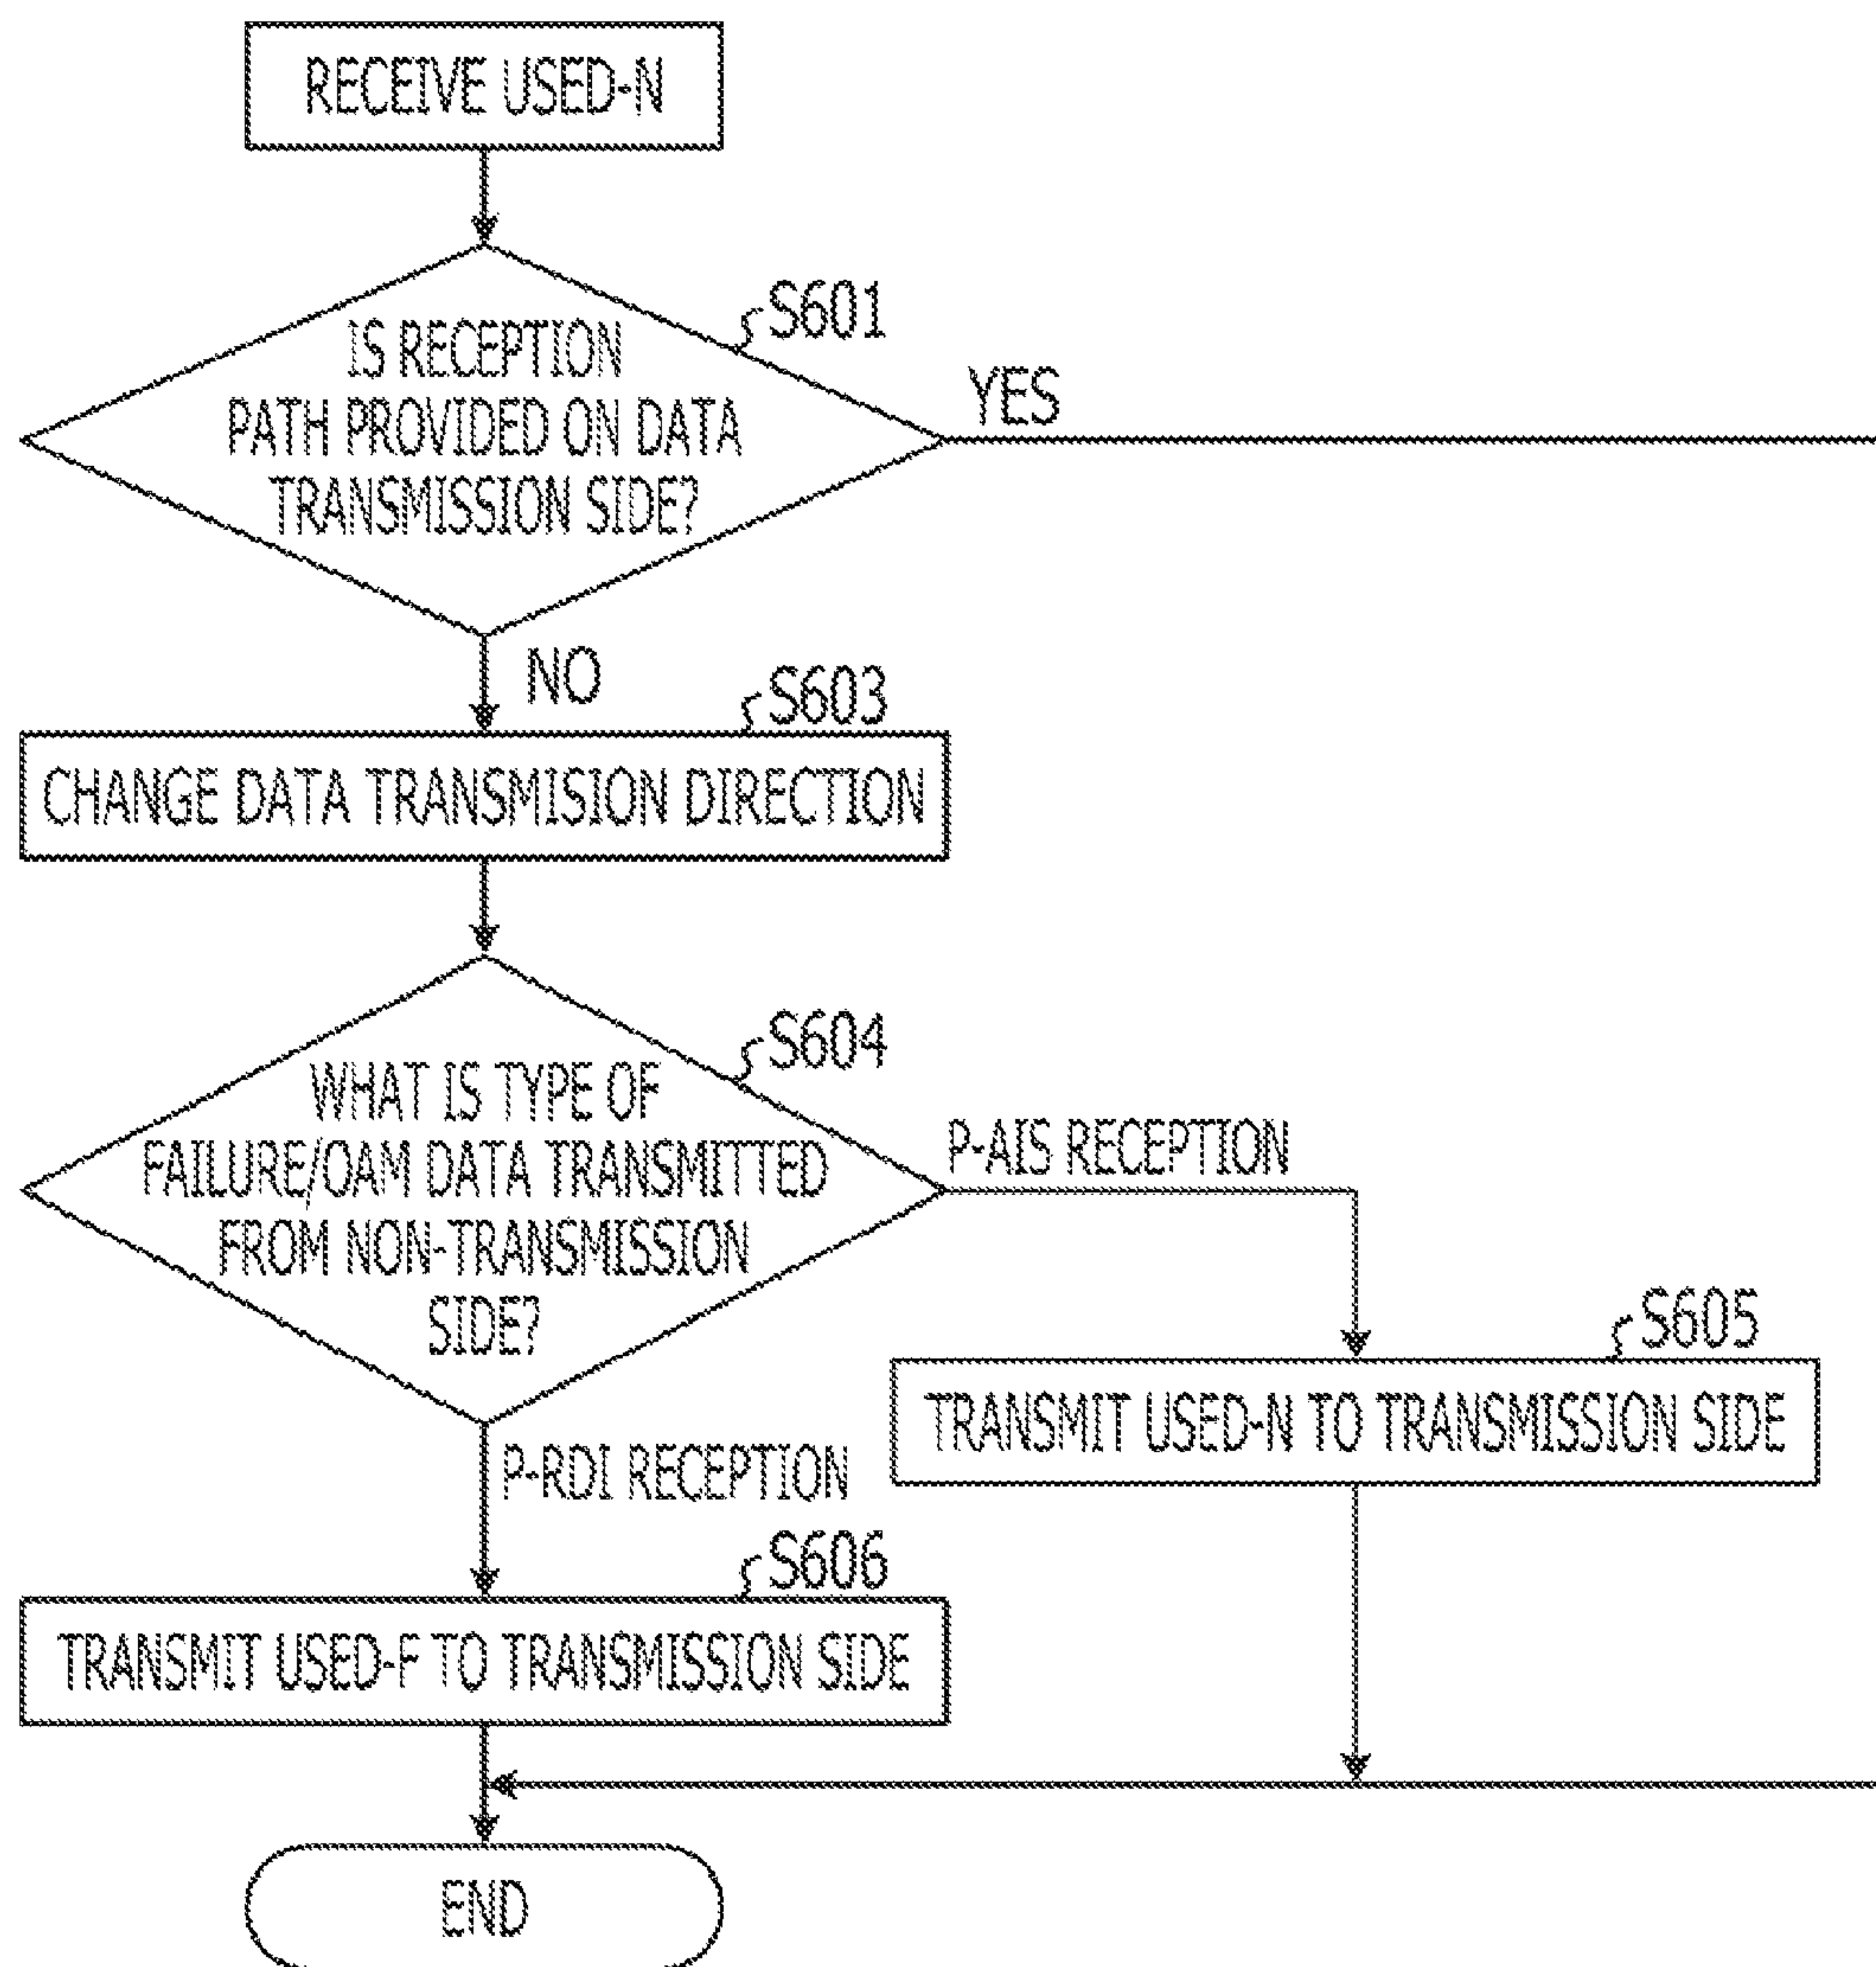 RECEIVE USED-N
S601
IS RECEPTION
PATH PROVIDED ON DATA
TRANSMISSION SIDE?
YES
NO
S603
CHANGE DATA TRANSMISION DIRECTION
S604
WHAT IS TYPE OF
FAILURE/OAM DATA TRANSMITTED
FROM NON-TRANSMISSION
SIDE?
P-AIS RECEPTION
S605
TRANSMIT USED-N TO TRANSMISSION SIDE
P-RDI RECEPTION
S606
TRANSMIT USED-F TO TRANSMISSION SIDE
END